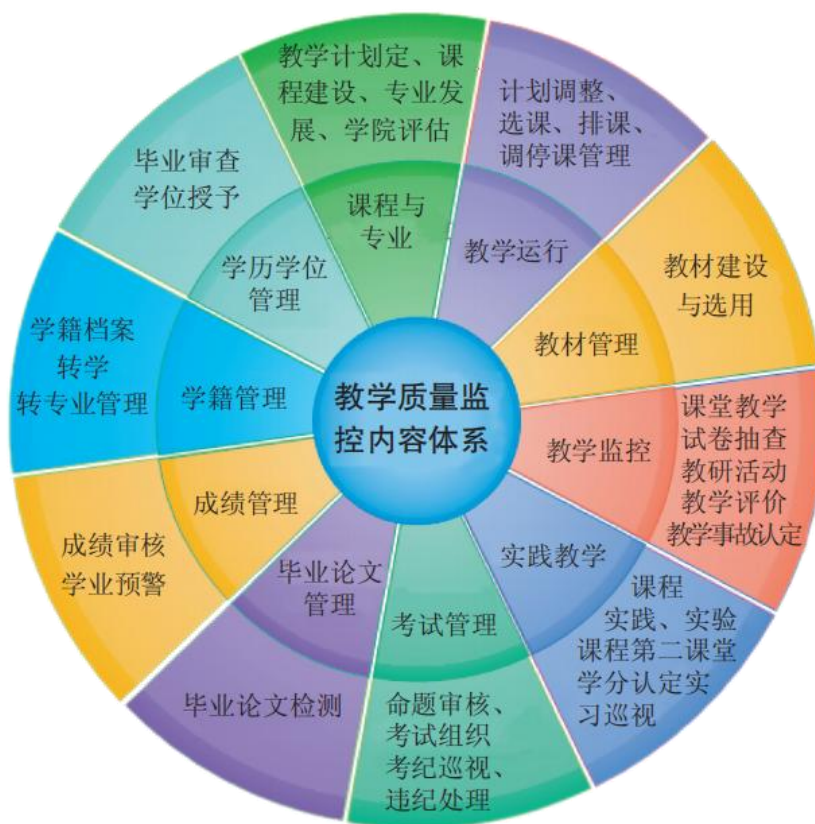 教学质量监
控内容体系
教学计划定、课
程建设、专业发
展、学院评估
课程与
专业
计划调整、
选课、排课、
调停课管理
教学运行
教材建设
与选用
教材管理
课堂教学
试卷抽查
教研活动
教学评价
教学事故认定
教学监控
课程
实践、实验
课程第二课堂
学分认定实
习巡视
实践教学
命题审核、
考试组织
考纪巡视、
违纪处理
考试管理
毕业论文检测
毕业论文
管理
成绩审核
学业预警
成绩管理
学籍档案
转学
转专业管理
学籍管理
毕业审查
学位授予
学历学位
管理